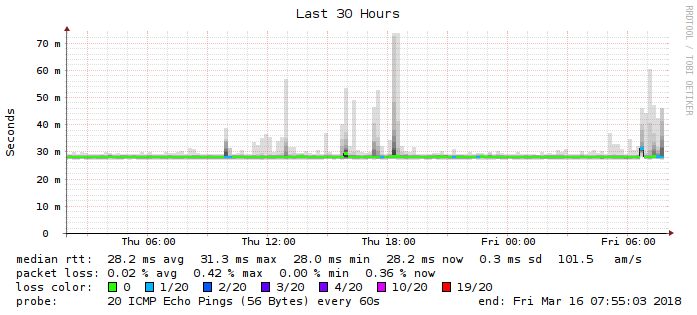 Last 30 Hours
RRDTOOL / TOBI OETIKER
Seconds
70 m
60 m
50 m
40 m
30 m
20 m
10 m
0
Thu 06:00 Thu 12:00 Thu 18:00 Fri 00:00 Fri 06:00
median rtt: 28.2 ms avg 31.3 ms max 28.0 ms min 28.2 ms now 0.3 ms sd 101.5 am/s
packet loss: 0.02 % avg 0.42 % max 0.00 % min 0.36 % now
loss color: 0 1/20 2/20 3/20 4/20 10/20 19/20
probe: 20 ICMP Echo Pings (56 Bytes) every 60s end: Fri Mar 16 07:55:03 2018